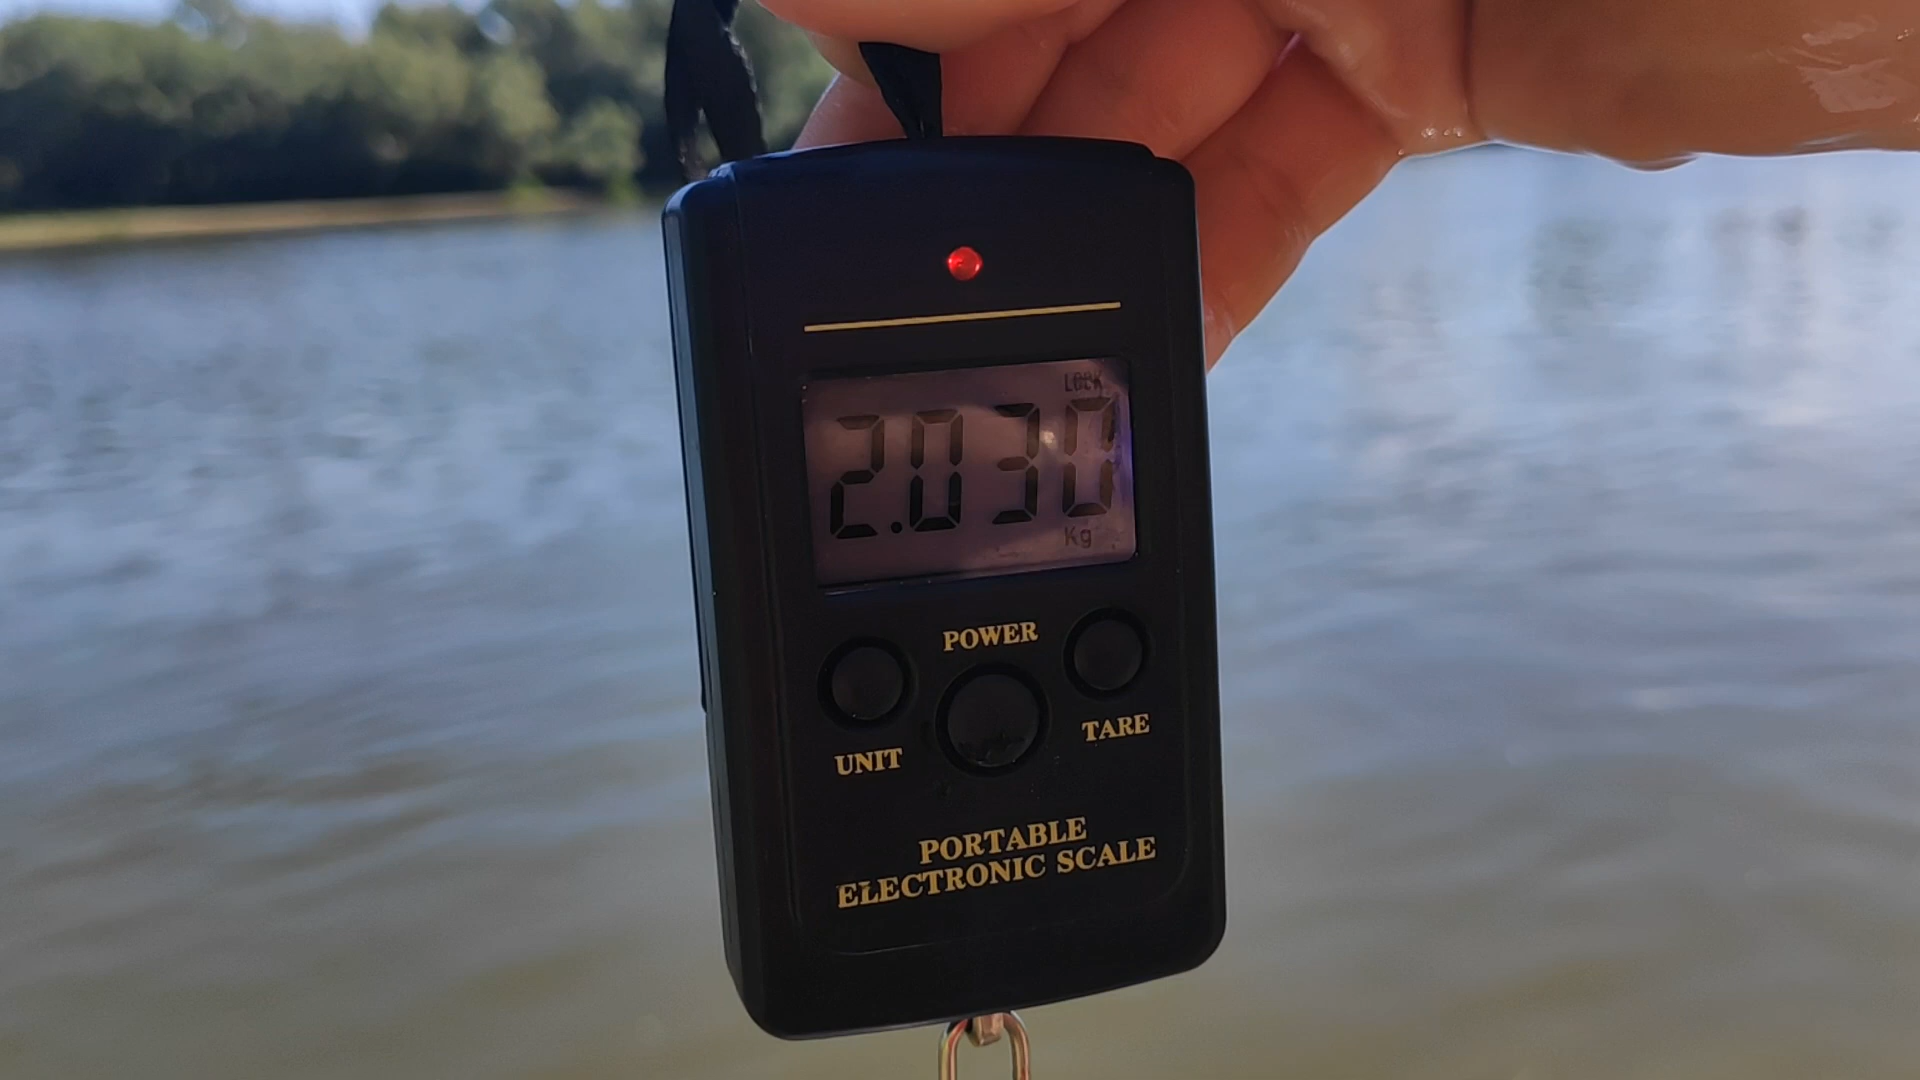 LOCK
2.030
Kg
POWER
UNIT
TARE
PORTABLE
ELECTRONIC SCALE